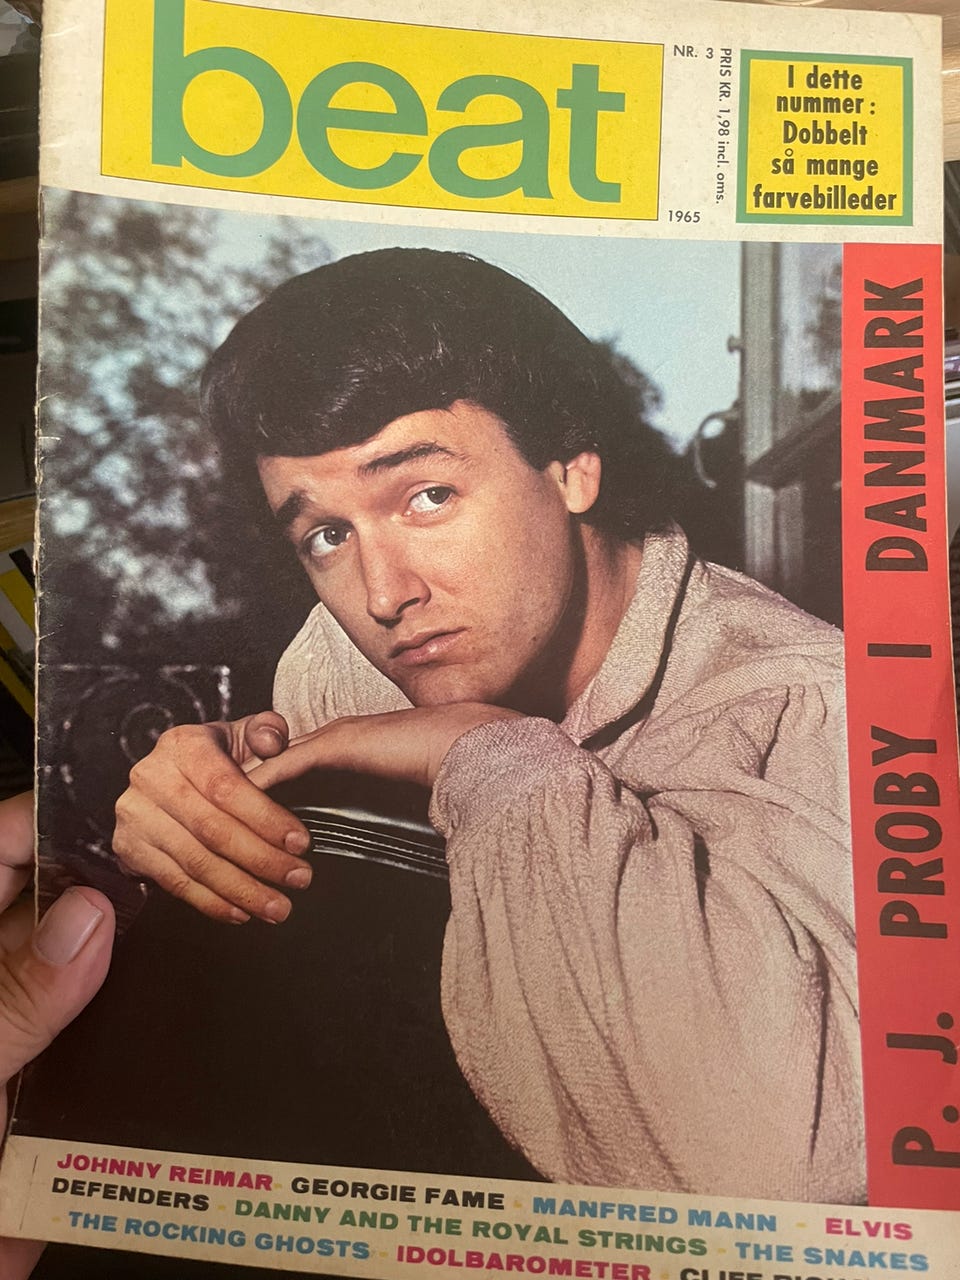 beat
NR. 3
PRIS KR. 1,98 incl. oms.
1965
I dette
nummer:
Dobbelt
så mange
farvebilleder
P. J. PROBY I DANMARK
JOHNNY REIMAR - GEORGIE FAME - MANFRED MANN - ELVIS
DEFENDERS - DANNY AND THE ROYAL STRINGS - THE SNAKES
- THE ROCKING GHOSTS - IDOLBAROMETER - CLIFF